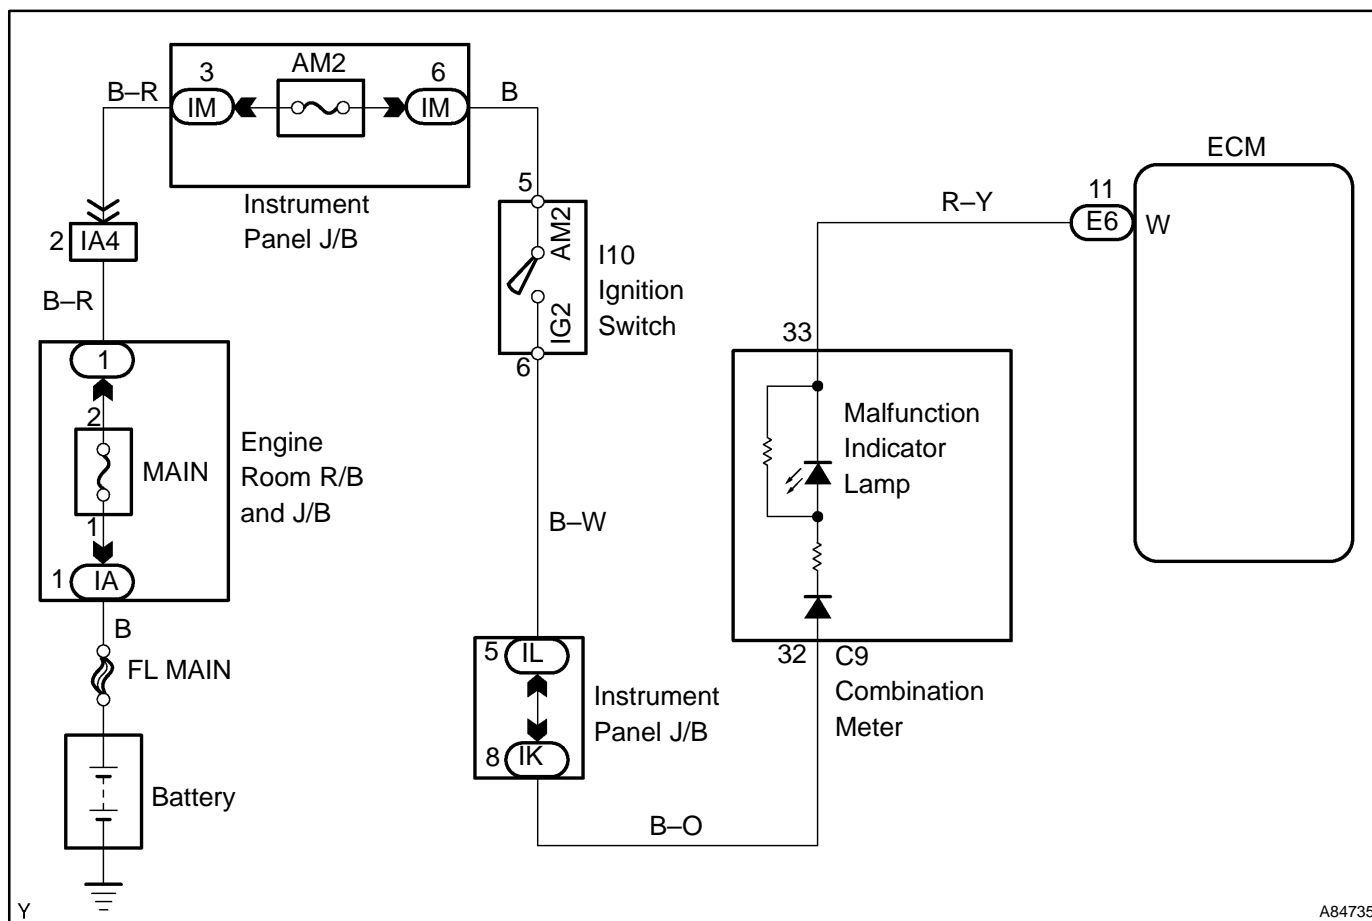 AM2
3
6
B–R
IM
IM
B
Instrument
Panel J/B
5
AM2
IG2
6
I10
Ignition
Switch
2
IA4
B–R
1
2
MAIN
1
1
IA
Engine
Room R/B
and J/B
B
FL MAIN
Battery
B–W
5
IL
8
IK
Instrument
Panel J/B
B–O
ECM
11
R–Y
E6
W
33
Malfunction
Indicator
Lamp
32
C9
Combination
Meter
Y
A84735